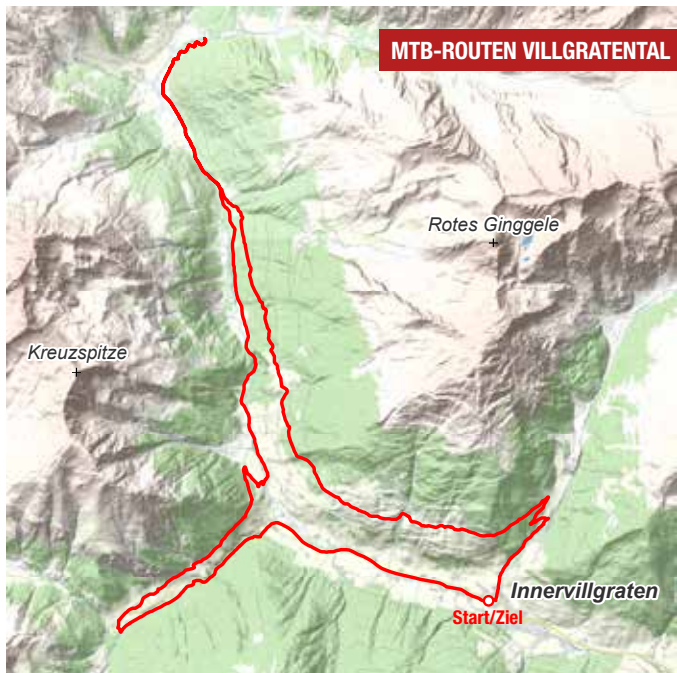 MTB-ROUTEN VILLGRATENTAL
Rotes Ginggele
Kreuzspitze
Innervillgraten
Start/Ziel